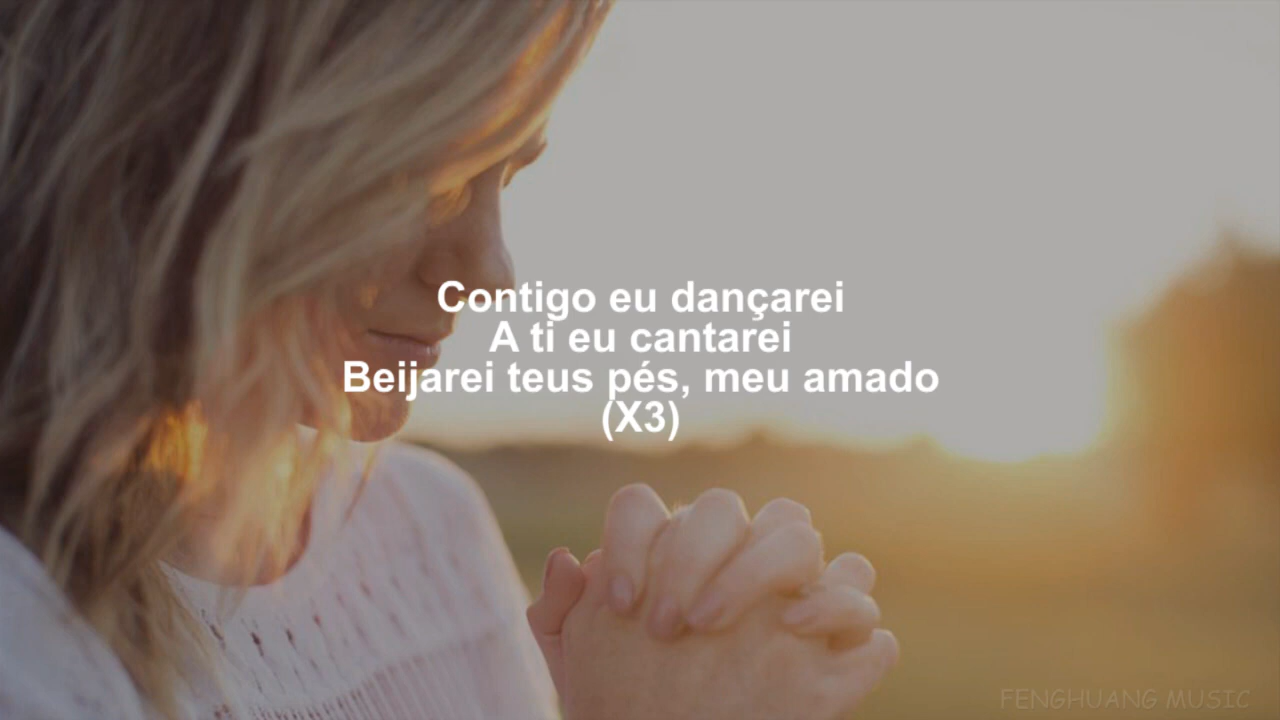 Contigo eu dançarei
A ti eu cantarei
Beijarei teus pés, meu amado
(X3)
FENGHUANG MUSIC